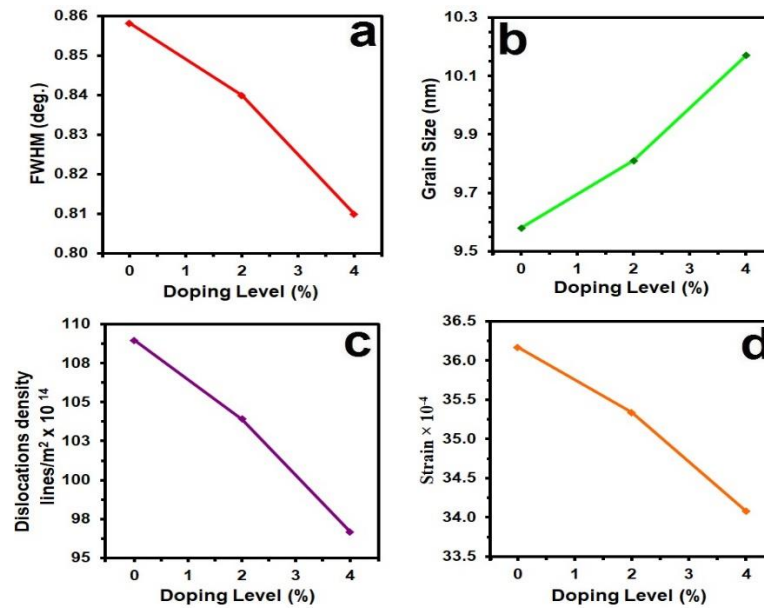 a
FWHM (deg.)
0.86
0.84
0.83
0.82
0.81
0.80
0 1 2 3 4
Doping Level (%)
b
Grain Size (nm)
10.3
10.1
9.9
9.7
9.5
0 1 2 3 4
Doping Level (%)
c
Dislocations density
lines/m² x 10 ¹⁴
110
108
105
103
100
98
95
0 1 2 3 4
Doping Level (%)
d
Strain × 10⁻⁴
36.5
36.0
35.5
35.0
34.5
34.0
33.5
0 1 2 3 4
Doping Level (%)